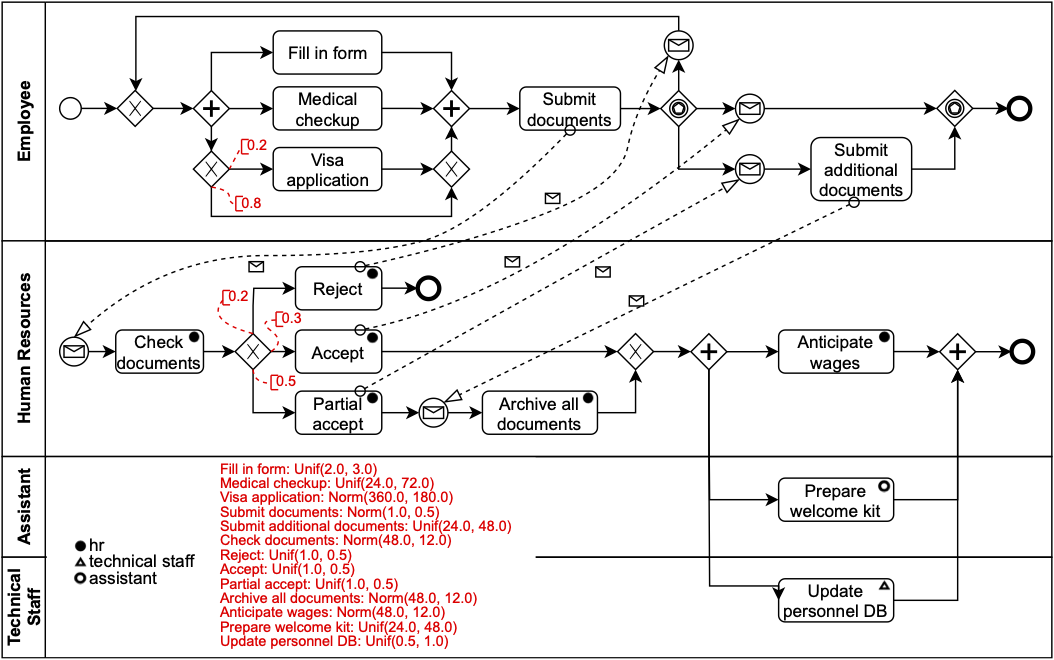 Employee
Fill in form
Medical
checkup
Visa
application
0.2
0.8
Submit
documents
Submit
additional
documents
Human Resources
Check
documents
0.2
0.3
0.5
Reject
Accept
Partial
accept
Archive all
documents
Anticipate
wages
Assistant
Prepare
welcome kit
Technical
Staff
Update
personnel DB
hr
technical staff
assistant
Fill in form: Unif(2.0, 3.0)
Medical checkup: Unif(24.0, 72.0)
Visa application: Norm(360.0, 180.0)
Submit documents: Norm(1.0, 0.5)
Submit additional documents: Unif(24.0, 48.0)
Check documents: Norm(48.0, 12.0)
Reject: Unif(1.0, 0.5)
Accept: Unif(1.0, 0.5)
Partial accept: Unif(1.0, 0.5)
Archive all documents: Norm(48.0, 12.0)
Anticipate wages: Norm(48.0, 12.0)
Prepare welcome kit: Unif(24.0, 48.0)
Update personnel DB: Unif(0.5, 1.0)